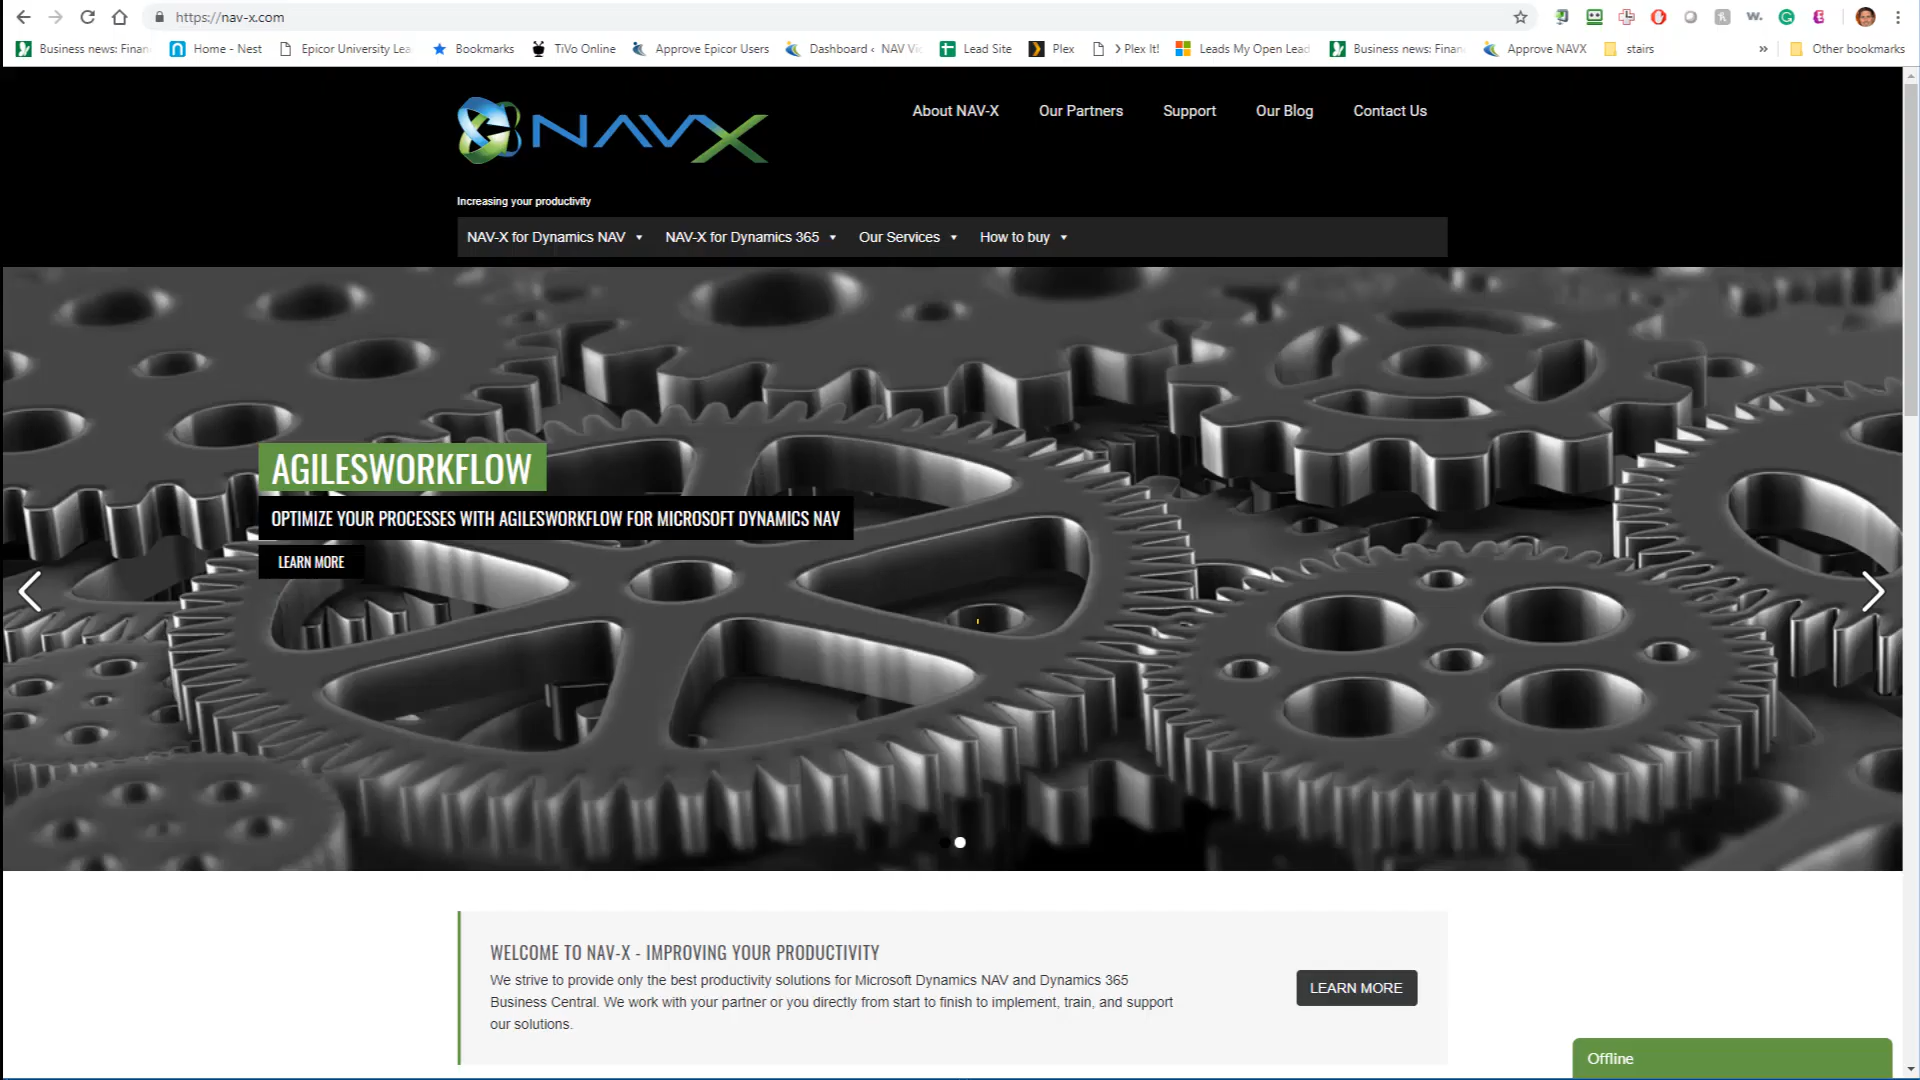 https://nav-x.com
Business news: Finan
Home - Nest
Epicor University Lea
Bookmarks
TiVo Online
Approve Epicor Users
Dashboard ‹ NAV Vi
Lead Site
Plex
> Plex It!
Leads My Open Lead
Business news: Finan
Approve NAVX
stairs
»
Other bookmarks
NAVX
About NAV-X
Our Partners
Support
Our Blog
Contact Us
Increasing your productivity
NAV-X for Dynamics NAV
NAV-X for Dynamics 365
Our Services
How to buy
AGILESWORKFLOW
OPTIMIZE YOUR PROCESSES WITH AGILESWORKFLOW FOR MICROSOFT DYNAMICS NAV
LEARN MORE
WELCOME TO NAV-X - IMPROVING YOUR PRODUCTIVITY
We strive to provide only the best productivity solutions for Microsoft Dynamics NAV and Dynamics 365
Business Central. We work with your partner or you directly from start to finish to implement, train, and support
our solutions.
LEARN MORE
Offline